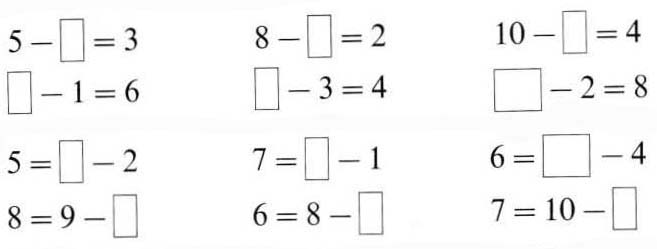 5 − □ = 3 8 − □ = 2 10 − □ = 4
□ − 1 = 6 □ − 3 = 4 □ − 2 = 8
5 = □ − 2 7 = □ − 1 6 = □ − 4
8 = 9 − □ 6 = 8 − □ 7 = 10 − □